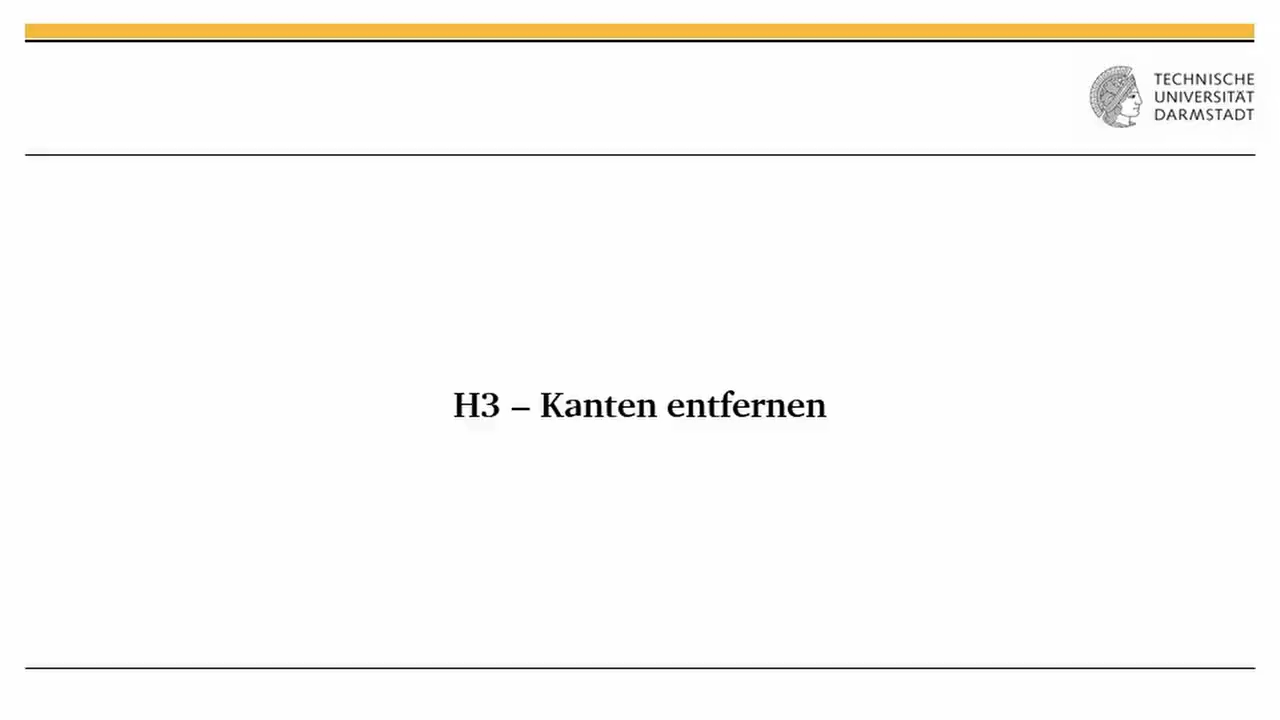 TECHNISCHE
UNIVERSITÄT
DARMSTADT
H3 – Kanten entfernen